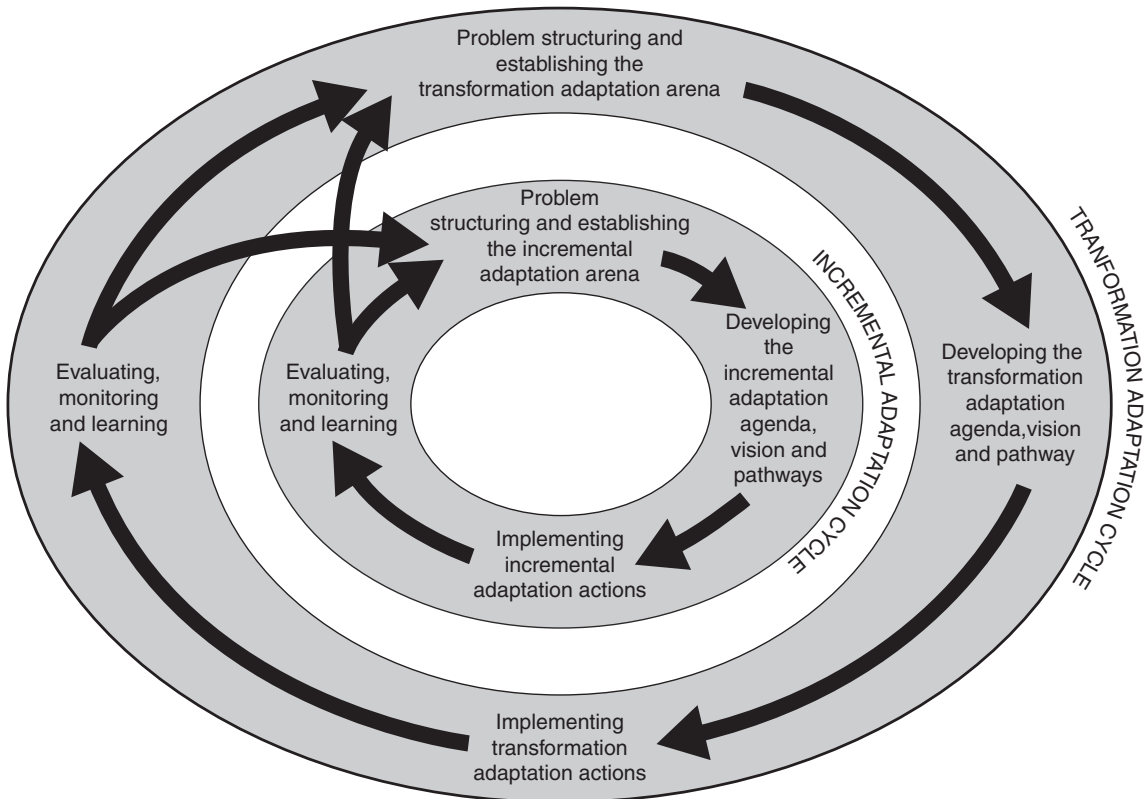 Problem structuring and
establishing the
transformation adaptation arena
Problem
structuring and establishing
the incremental
adaptation arena
Developing
the
incremental
adaptation
agenda,
vision and
pathways
INCREMENTAL ADAPTATION CYCLE
Developing the
transformation
adaptation
agenda,vision
and pathway
TRANFORMATION ADAPTATION CYCLE
Evaluating,
monitoring
and learning
Evaluating,
monitoring
and learning
Implementing
incremental
adaptation actions
Implementing
transformation
adaptation actions